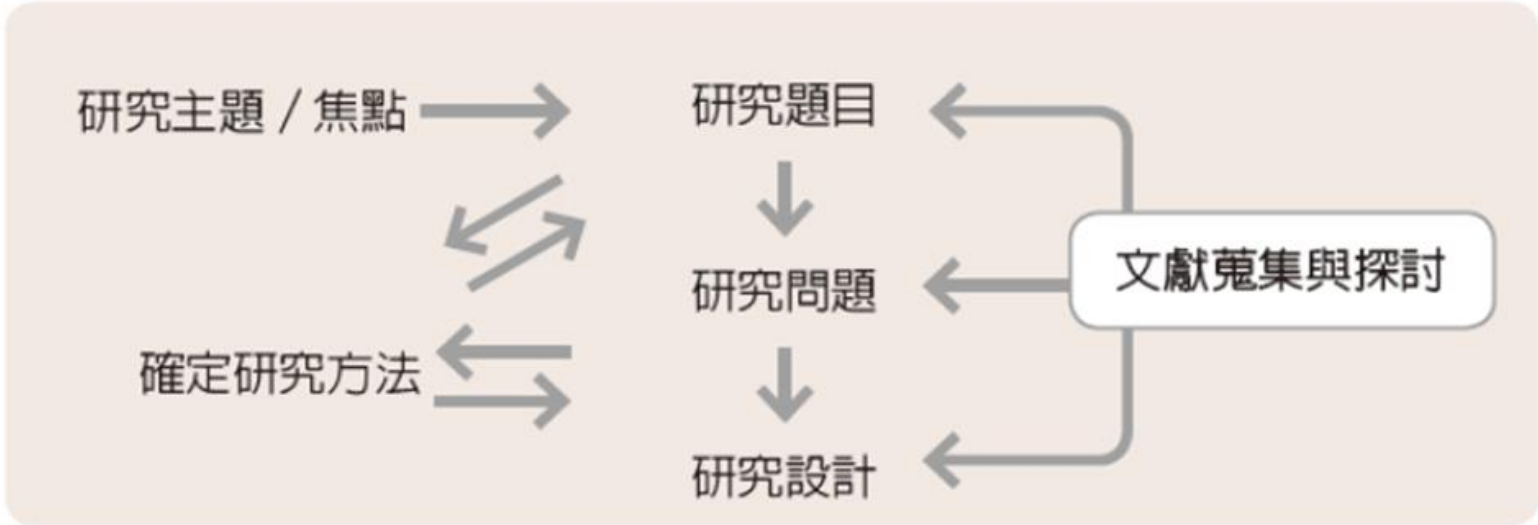 研究主題 / 焦點
研究題目
研究問題
文獻蒐集與探討
確定研究方法
研究設計